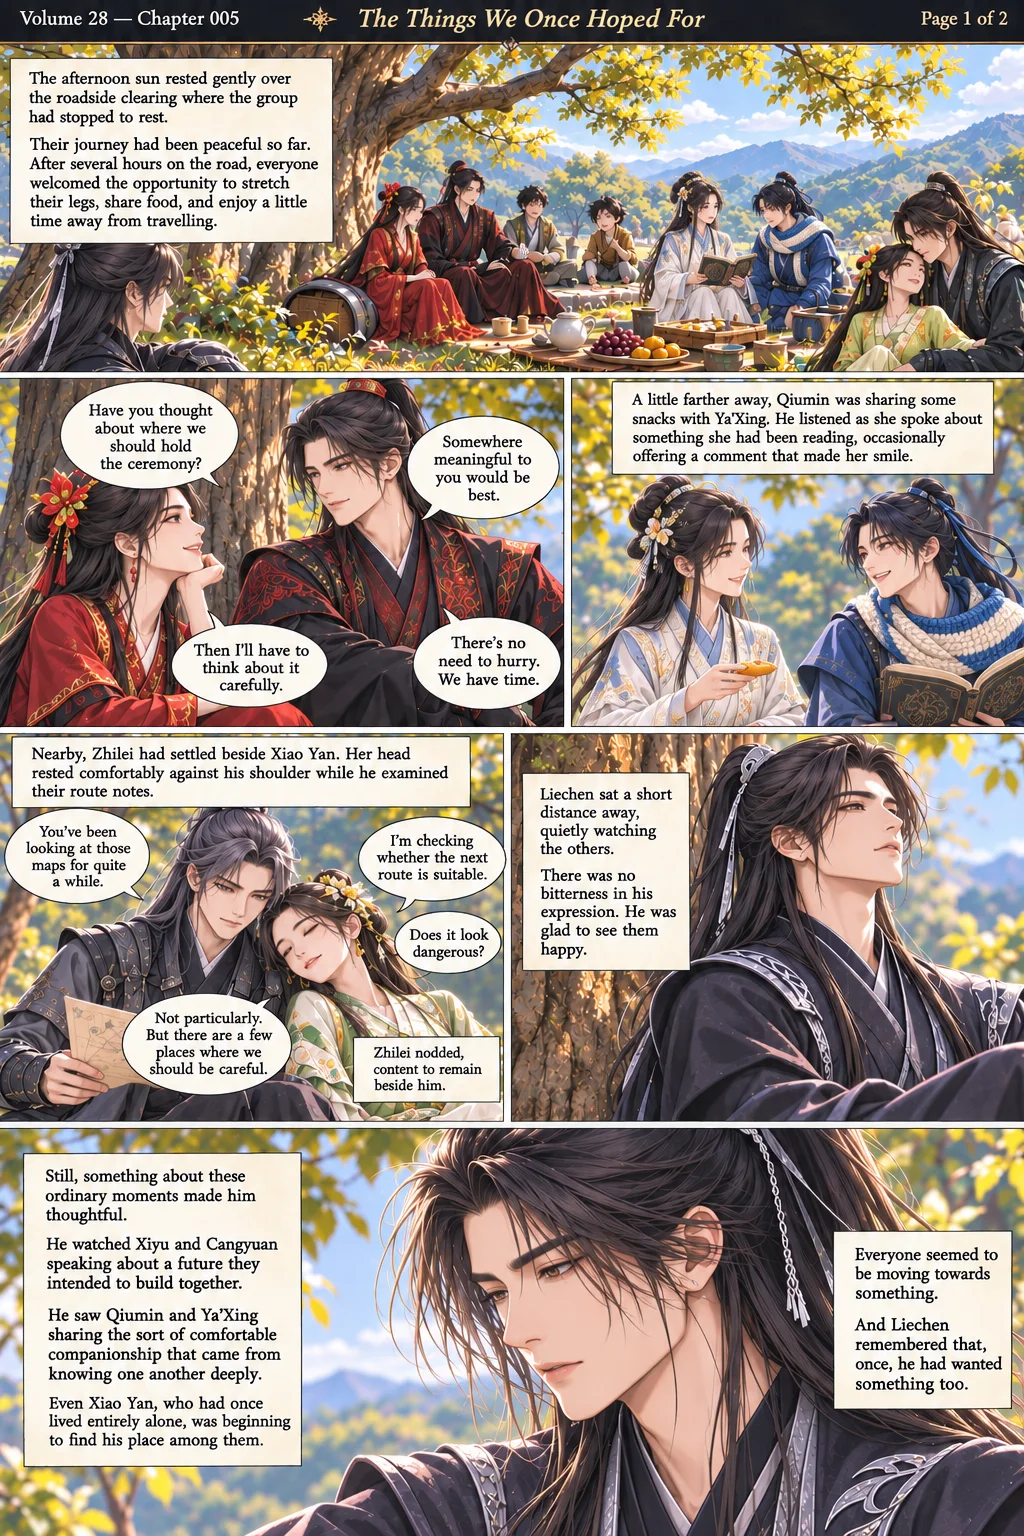 Volume 28 — Chapter 005
The Things We Once Hoped For
Page 1 of 2
The afternoon sun rested gently over
the roadside clearing where the group
had stopped to rest.
Their journey had been peaceful so far.
After several hours on the road, everyone
welcomed the opportunity to stretch
their legs, share food, and enjoy a little
time away from travelling.
Have you thought
about where we
should hold
the ceremony?
Somewhere
meaningful to
you would be
best.
Then I'll have to
think about it
carefully.
There's no
need to hurry.
We have time.
A little farther away, Qiumin was sharing some
snacks with Ya'Xing. He listened as she spoke about
something she had been reading, occasionally
offering a comment that made her smile.
Nearby, Zhilei had settled beside Xiao Yan. Her head
rested comfortably against his shoulder while he examined
their route notes.
You've been
looking at those
maps for quite
a while.
I'm checking
whether the next
route is suitable.
Does it look
dangerous?
Not particularly.
But there are a few
places where we
should be careful.
Zhilei nodded,
content to remain
beside him.
Liechen sat a short
distance away,
quietly watching
the others.
There was no
bitterness in his
expression. He was
glad to see them
happy.
Still, something about these
ordinary moments made him
thoughtful.
He watched Xiyu and Cangyuan
speaking about a future they
intended to build together.
He saw Qiumin and Ya'Xing
sharing the sort of comfortable
companionship that came from
knowing one another deeply.
Even Xiao Yan, who had once
lived entirely alone, was beginning
to find his place among them.
Everyone seemed to
be moving towards
something.
And Liechen
remembered that,
once, he had wanted
something too.